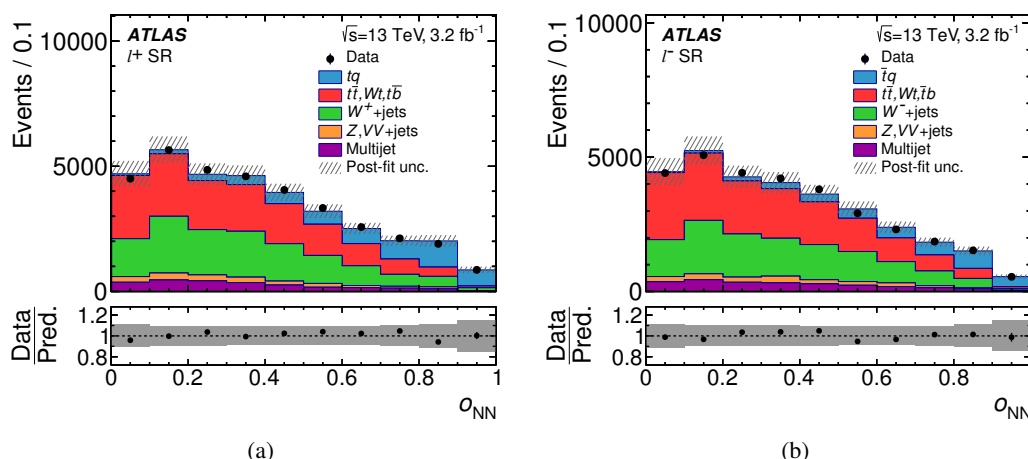 Events / 0.1
10000
5000
0
ATLAS
l+ SR
√s=13 TeV, 3.2 fb-1
Data
tq
tt̄,Wt,tb̄
W+ +jets
Z,VV+jets
Multijet
Post-fit unc.
Data
Pred.
1.2
1
0.8
0 0.2 0.4 0.6 0.8 1
oNN
(a)
Events / 0.1
10000
5000
0
ATLAS
l- SR
√s=13 TeV, 3.2 fb-1
Data
t̄q
tt̄,Wt,t̄b
W- +jets
Z,VV+jets
Multijet
Post-fit unc.
Data
Pred.
1.2
1
0.8
0 0.2 0.4 0.6 0.8 1
oNN
(b)